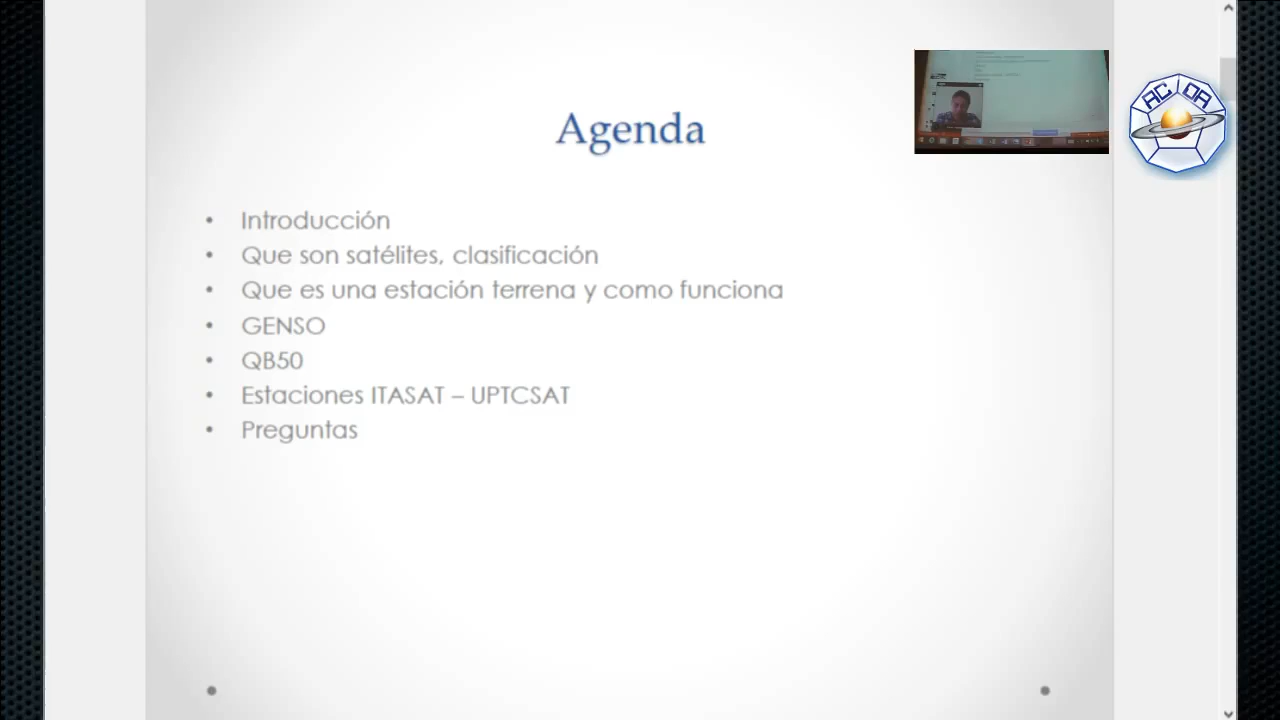 Agenda
• Introducción
• Que son satélites, clasificación
• Que es una estación terrena y como funciona
• GENSO
• QB50
• Estaciones ITASAT – UPTCSAT
• Preguntas
ACDA